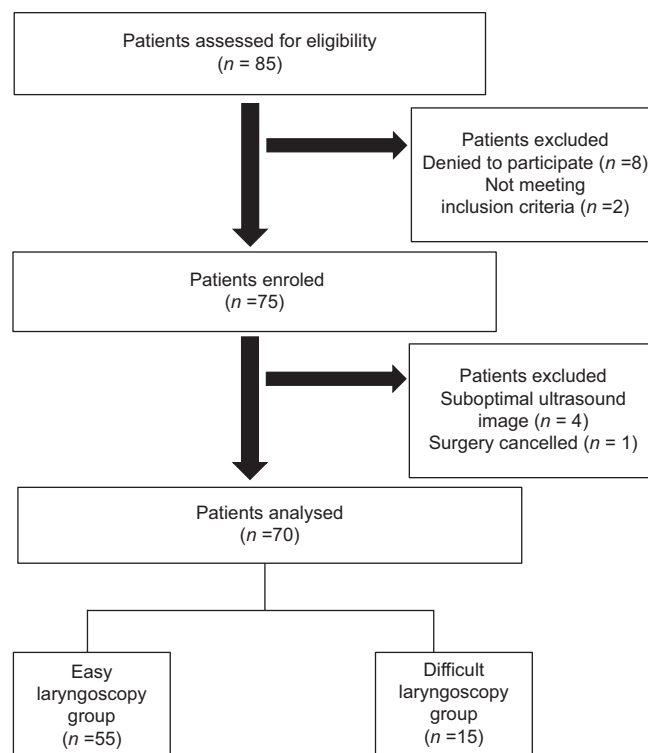 Patients assessed for eligibility
(n = 85)
Patients excluded
Denied to participate (n =8)
Not meeting
inclusion criteria (n =2)
Patients enroled
(n =75)
Patients excluded
Suboptimal ultrasound
image (n = 4)
Surgery cancelled (n = 1)
Patients analysed
(n =70)
Easy
laryngoscopy
group
(n =55)
Difficult
laryngoscopy
group
(n =15)